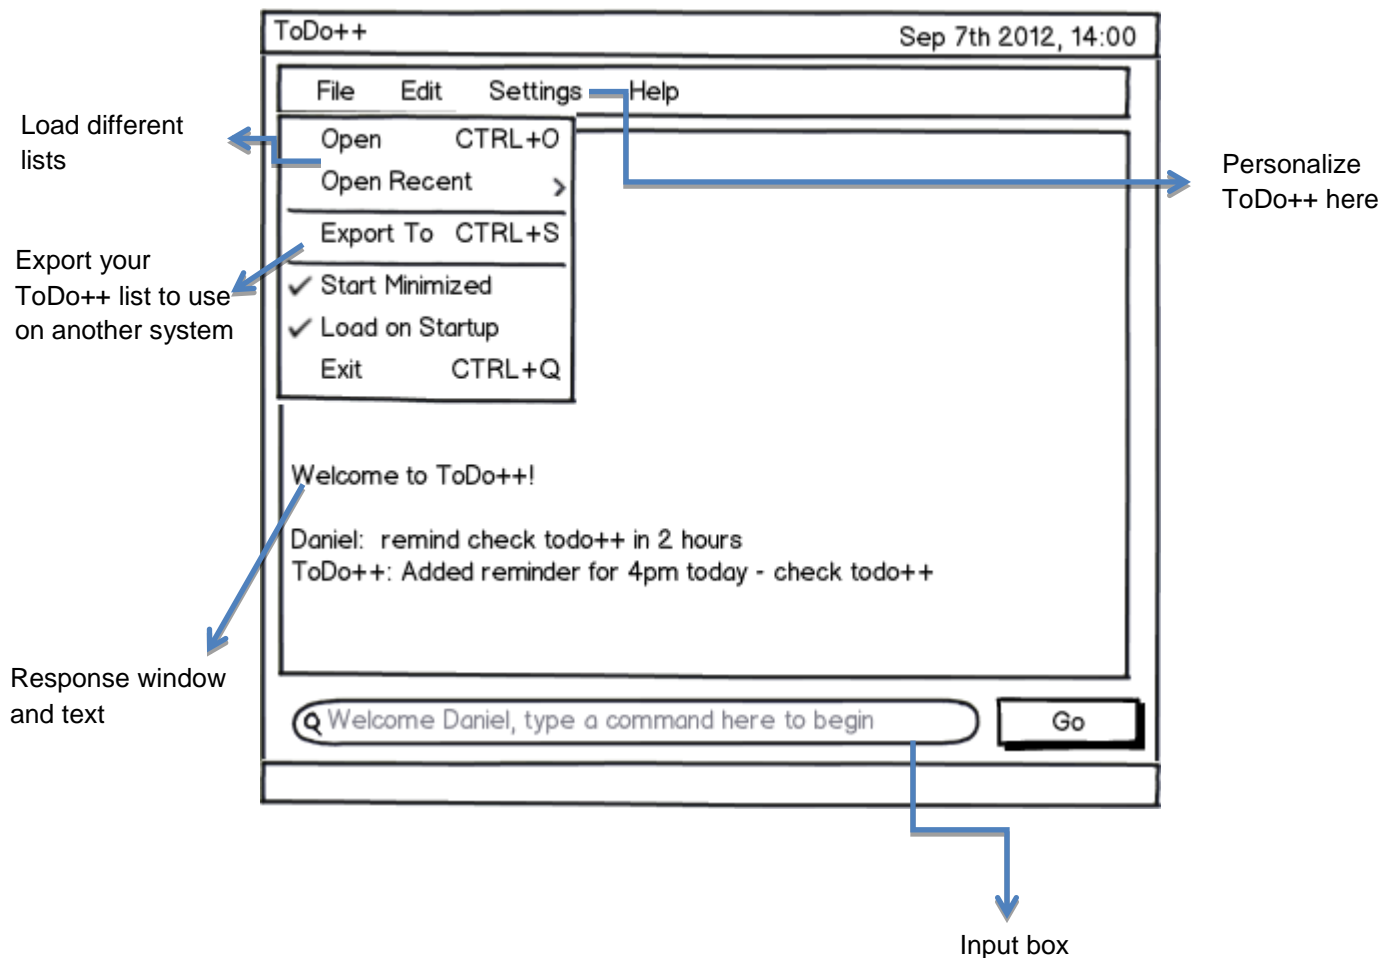 ToDo++ Sep 7th 2012, 14:00
File Edit Settings Help
Load different
lists
Open CTRL+O
Open Recent >
Personalize
ToDo++ here
Export To CTRL+S
Export your
ToDo++ list to use
on another system
✓ Start Minimized
✓ Load on Startup
Exit CTRL+Q
Welcome to ToDo++!
Daniel: remind check todo++ in 2 hours
ToDo++: Added reminder for 4pm today - check todo++
Response window
and text
Welcome Daniel, type a command here to begin
Go
Input box